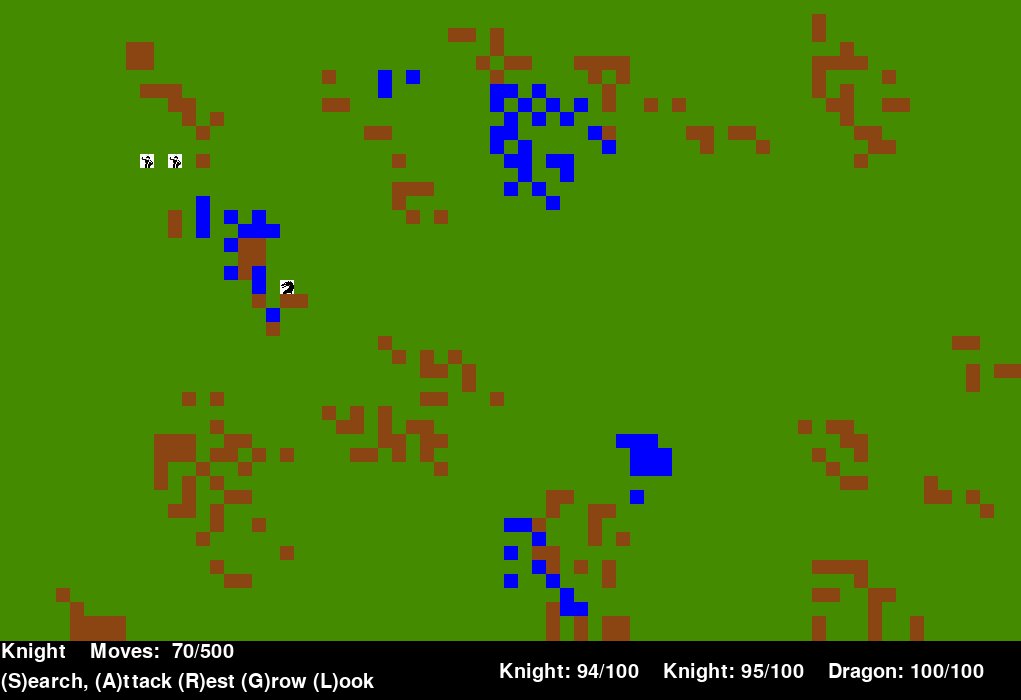 Knight Moves: 70/500
(S)earch, (A)ttack (R)est (G)row (L)ook
Knight: 94/100 Knight: 95/100 Dragon: 100/100